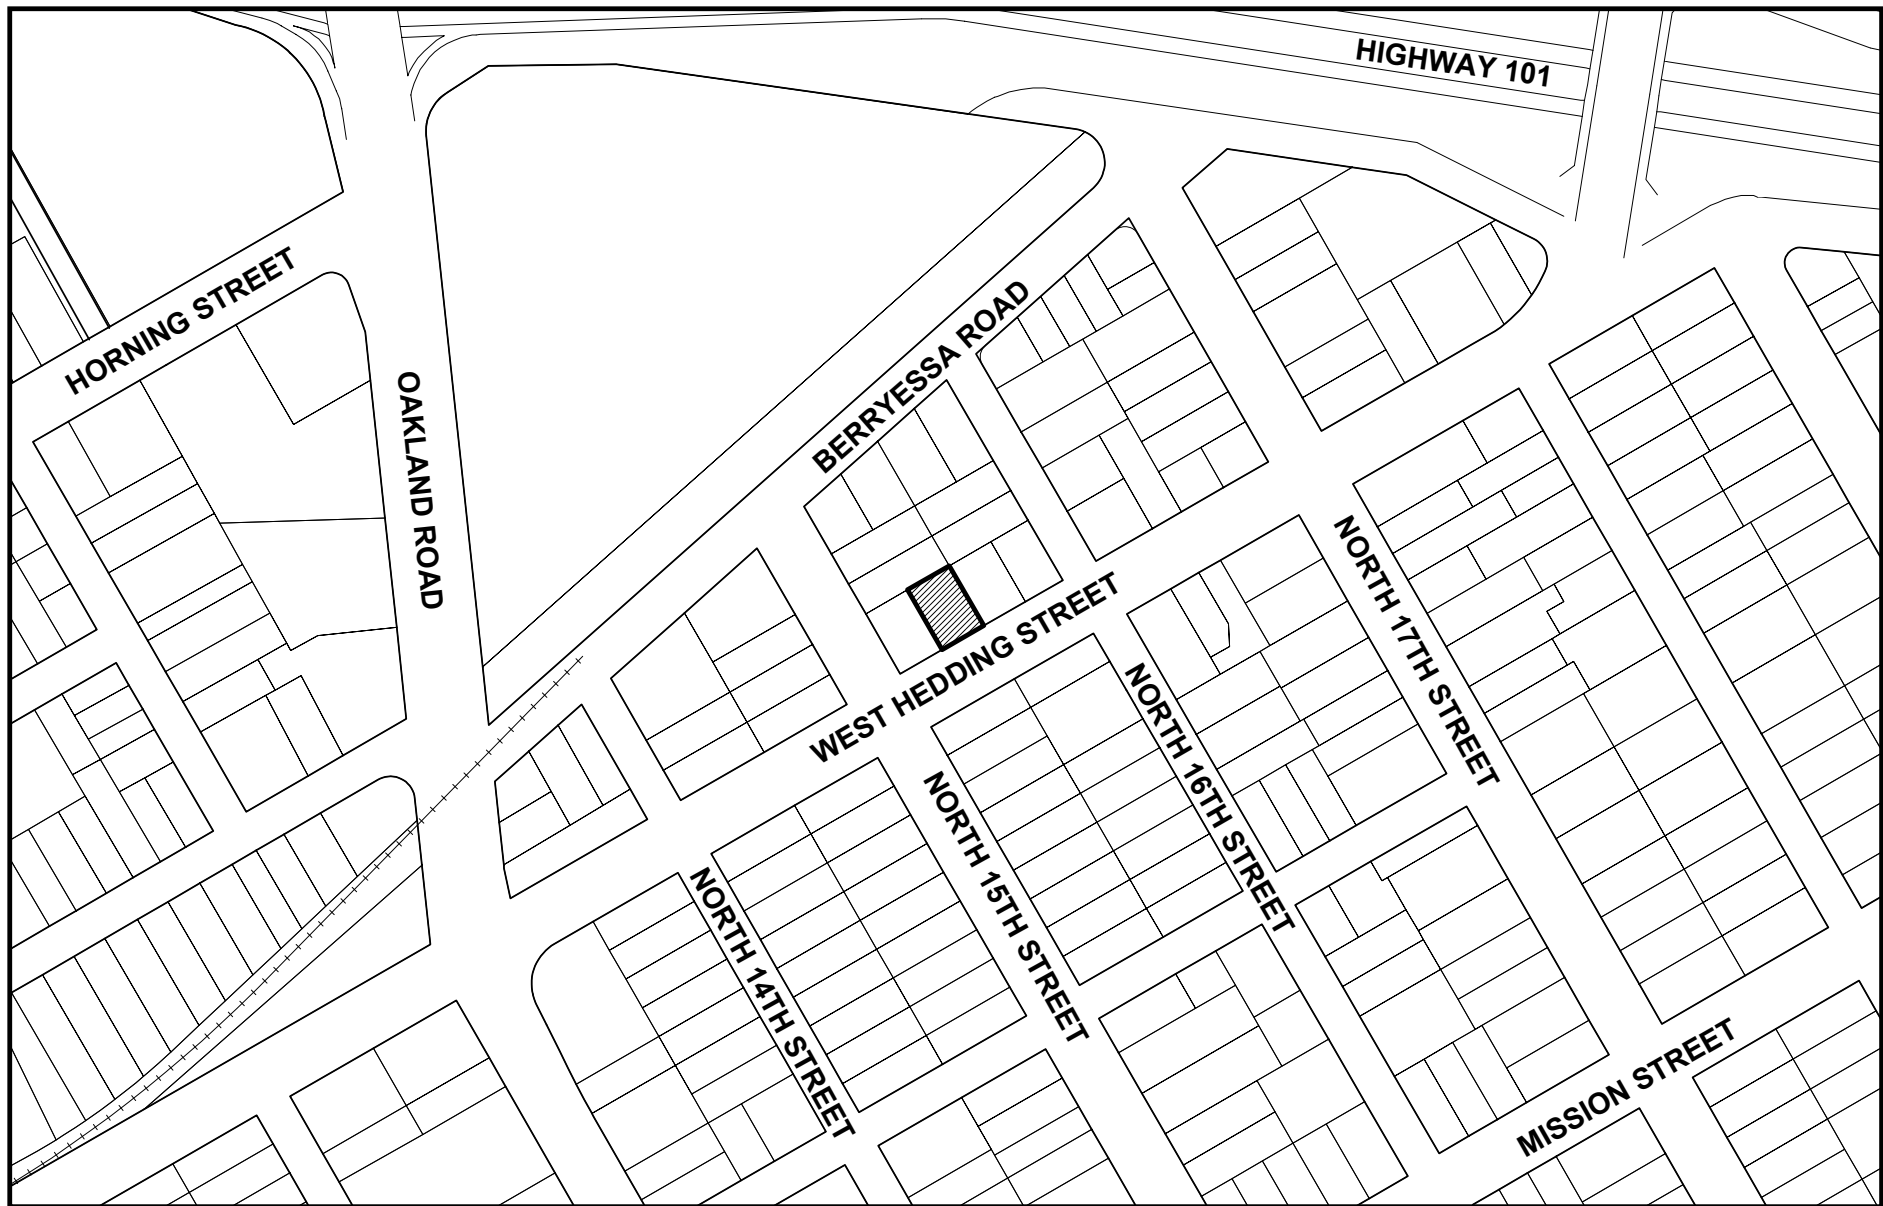 HIGHWAY 101
HORNING STREET
BERRYESSA ROAD
OAKLAND ROAD
WEST HEDDING STREET
NORTH 17TH STREET
NORTH 16TH STREET
NORTH 15TH STREET
NORTH 14TH STREET
MISSION STREET